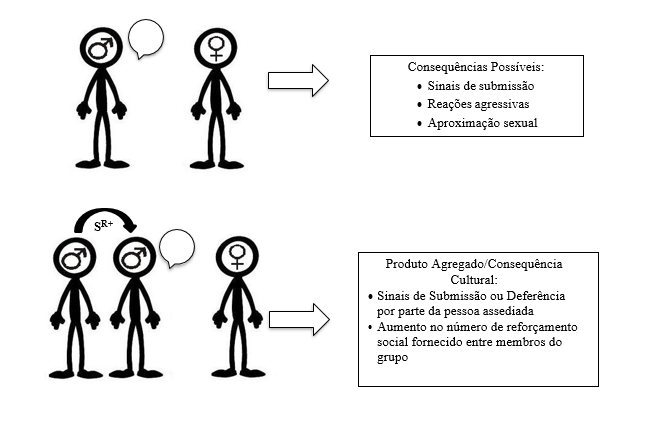 Consequências Possíveis:
• Sinais de submissão
• Reações agressivas
• Aproximação sexual
SR+
Produto Agregado/Consequência
Cultural:
• Sinais de Submissão ou Deferência
por parte da pessoa assediada
• Aumento no número de reforçamento
social fornecido entre membros do
grupo